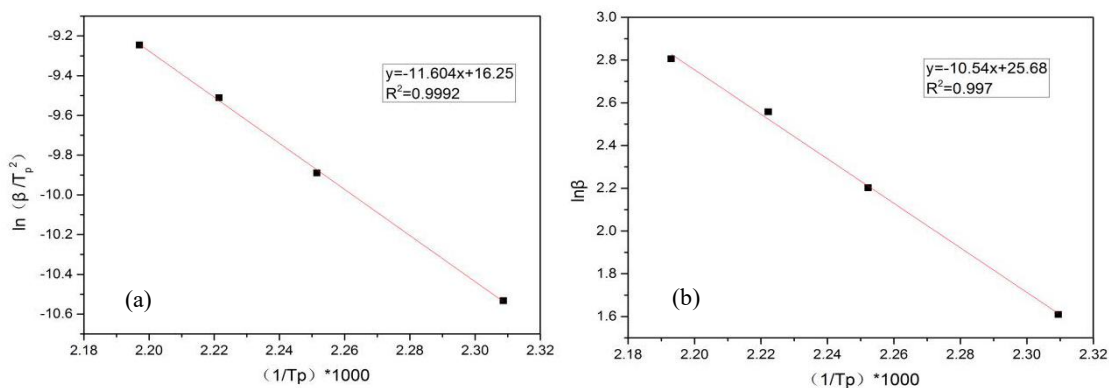 -9.2
-9.4
-9.6
-9.8
-10.0
-10.2
-10.4
-10.6
ln（β/Tp²）
y=-11.604x+16.25
R²=0.9992
(a)
2.18 2.20 2.22 2.24 2.26 2.28 2.30 2.32
（1/Tp）*1000
3.0
2.8
2.6
2.4
2.2
2.0
1.8
1.6
lnβ
y=-10.54x+25.68
R²=0.997
(b)
2.18 2.20 2.22 2.24 2.26 2.28 2.30 2.32
（1/Tp）*1000